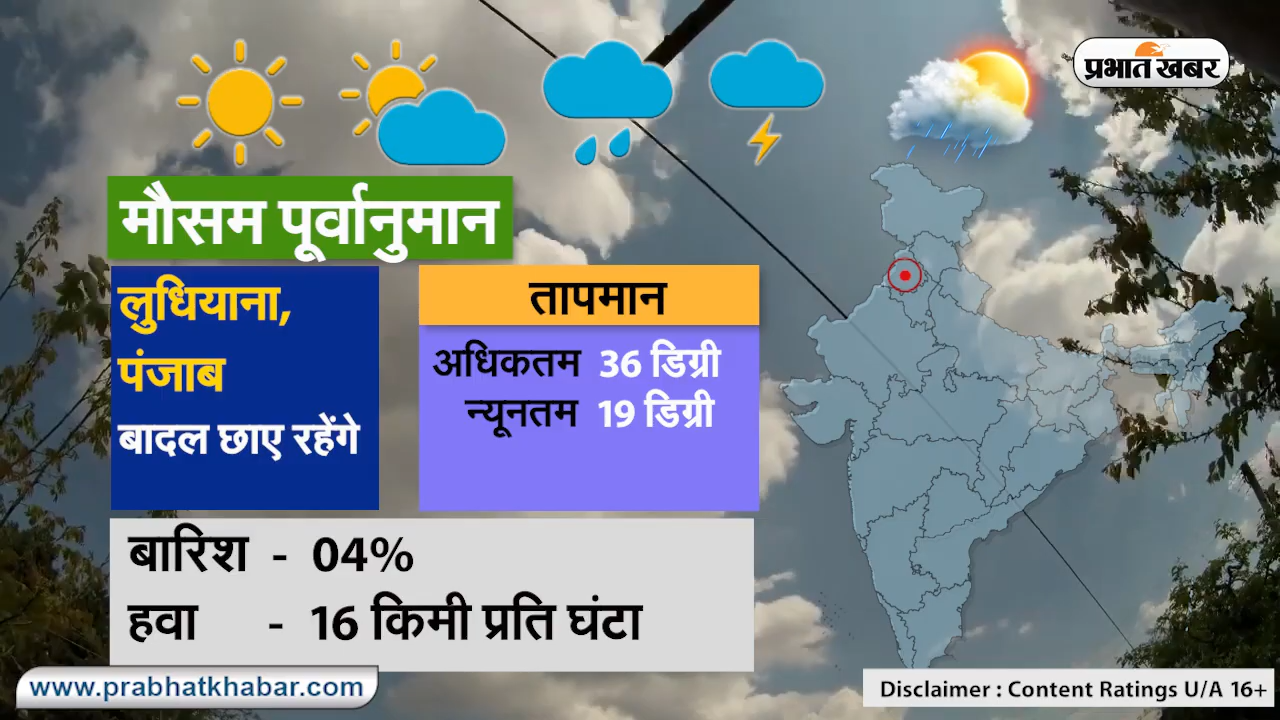 प्रभात खबर
मौसम पूर्वानुमान
लुधियाना,
पंजाब
बादल छाए रहेंगे
तापमान
अधिकतम 36 डिग्री
न्यूनतम 19 डिग्री
बारिश - 04%
हवा - 16 किमी प्रति घंटा
www.prabhatkhabar.com
Disclaimer : Content Ratings U/A 16+